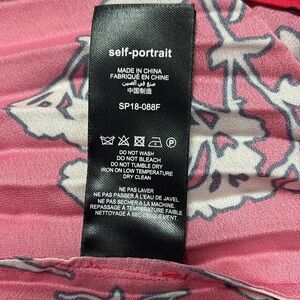 self-portrait
MADE IN CHINA
FABRIQUÉ EN CHINE
صنع في الصين
中国制造
SP18-088F
DO NOT WASH
DO NOT BLEACH
DO NOT TUMBLE DRY
IRON ON LOW TEMPERATURE
DRY CLEAN
NE PAS LAVER
NE PAS PASSER À L'EAU DE JAVEL
NE PAS SÉCHER A LA MACHINE
REPASSAGE À TEMPÉRATURE FAIBLE
NETTOYAGE À SEC UNIQUEMENT